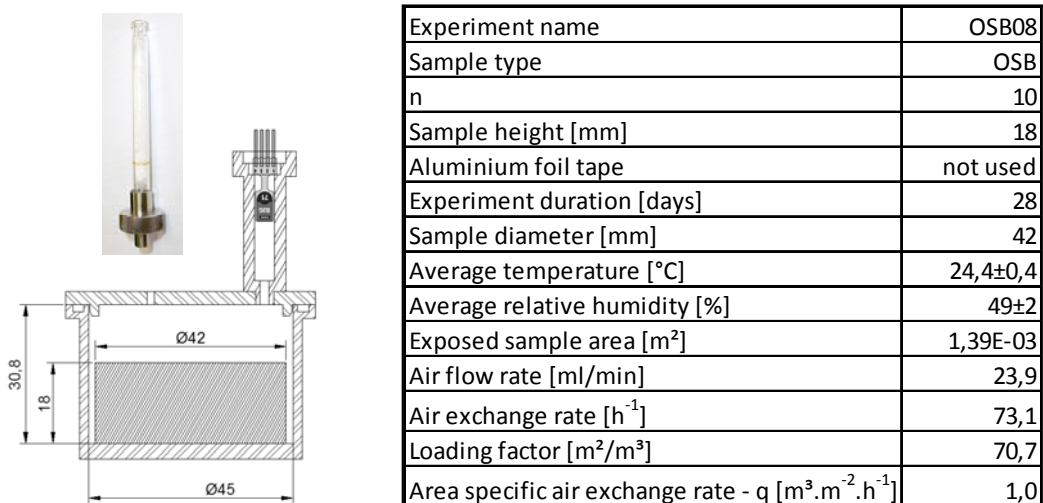 Ø42
30,8
18
Ø45
Experiment name OSB08
Sample type OSB
n 10
Sample height [mm] 18
Aluminium foil tape not used
Experiment duration [days] 28
Sample diameter [mm] 42
Average temperature [°C] 24,4±0,4
Average relative humidity [%] 49±2
Exposed sample area [m²] 1,39E-03
Air flow rate [ml/min] 23,9
Air exchange rate [h⁻¹] 73,1
Loading factor [m²/m³] 70,7
Area specific air exchange rate - q [m³.m⁻².h⁻¹] 1,0